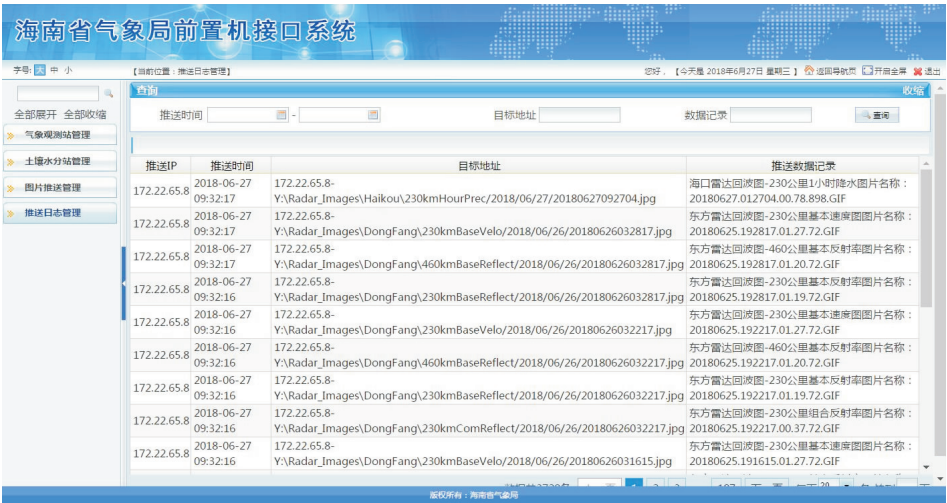 海南省气象局前置机接口系统
字号: 大 中 小 【当前位置：推送日志管理】 您好， 【今天是 2018年6月27日 星期三 】 返回导航页 开启全屏 退出
查询 收缩
全部展开 全部收缩
推送时间 - 目标地址 数据记录 查询
气象观测站管理
土壤水分站管理
图片推送管理
推送日志管理
推送IP 推送时间 目标地址 推送数据记录
172.22.65.8 2018-06-27 09:32:17 172.22.65.8-
Y:\Radar_Images\Haikou\230kmHourPrec/2018/06/27/20180627092704.jpg
海口雷达回波图-230公里1小时降水图片名称：
20180627.012704.00.78.898.GIF
172.22.65.8 2018-06-27 09:32:17 172.22.65.8-
Y:\Radar_Images\DongFang\230kmBaseVelo/2018/06/26/20180626032817.jpg
东方雷达回波图-230公里基本速度图图片名称：
20180625.192817.01.27.72.GIF
172.22.65.8 2018-06-27 09:32:17 172.22.65.8-
Y:\Radar_Images\DongFang\460kmBaseReflect/2018/06/26/20180626032817.jpg
东方雷达回波图-460公里基本反射率图片名称：
20180625.192817.01.20.72.GIF
172.22.65.8 2018-06-27 09:32:16 172.22.65.8-
Y:\Radar_Images\DongFang\230kmBaseReflect/2018/06/26/20180626032817.jpg
东方雷达回波图-230公里基本反射率图片名称：
20180625.192817.01.19.72.GIF
172.22.65.8 2018-06-27 09:32:16 172.22.65.8-
Y:\Radar_Images\DongFang\230kmBaseVelo/2018/06/26/20180626032217.jpg
东方雷达回波图-230公里基本速度图图片名称：
20180625.192217.01.27.72.GIF
172.22.65.8 2018-06-27 09:32:16 172.22.65.8-
Y:\Radar_Images\DongFang\460kmBaseReflect/2018/06/26/20180626032217.jpg
东方雷达回波图-460公里基本反射率图片名称：
20180625.192217.01.20.72.GIF
172.22.65.8 2018-06-27 09:32:16 172.22.65.8-
Y:\Radar_Images\DongFang\230kmBaseReflect/2018/06/26/20180626032217.jpg
东方雷达回波图-230公里基本反射率图片名称：
20180625.192217.01.19.72.GIF
172.22.65.8 2018-06-27 09:32:16 172.22.65.8-
Y:\Radar_Images\DongFang\230kmComReflect/2018/06/26/20180626032217.jpg
东方雷达回波图-230公里组合反射率图片名称：
20180625.192217.00.37.72.GIF
172.22.65.8 2018-06-27 09:32:16 172.22.65.8-
Y:\Radar_Images\DongFang\230kmBaseVelo/2018/06/26/20180626031615.jpg
东方雷达回波图-230公里基本速度图图片名称：
20180625.191615.01.27.72.GIF
版权所有：海南省气象局